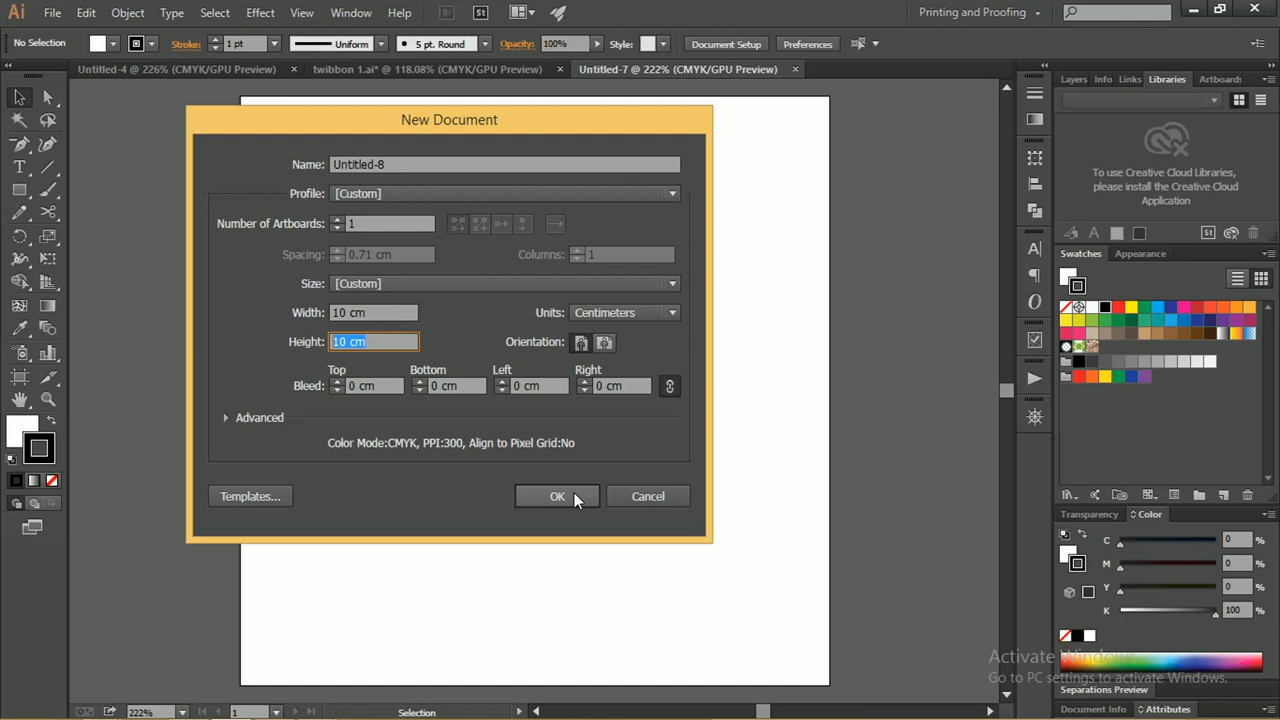 Ai File Edit Object Type Select Effect View Window Help Br St Printing and Proofing
No Selection Stroke: 1 pt Uniform 5 pt. Round Opacity: 100% Style: Document Setup Preferences
Untitled-4 @ 226% (CMYK/GPU Preview) × twibbon 1.ai* @ 118.08% (CMYK/GPU Preview) × Untitled-7 @ 222% (CMYK/GPU Preview) ×
New Document
Name: Untitled-8
Profile: [Custom]
Number of Artboards: 1
Spacing: 0.71 cm Columns: 1
Size: [Custom]
Width: 10 cm Units: Centimeters
Height: 10 cm Orientation:
Top Bottom Left Right
Bleed: 0 cm 0 cm 0 cm 0 cm
Advanced
Color Mode:CMYK, PPI:300, Align to Pixel Grid:No
Templates... OK Cancel
Layers Info Links Libraries Artboards
To use Creative Cloud Libraries,
please install the Creative Cloud
Application
St
Swatches Appearance
Transparency Color
C 0 %
M 0 %
Y 0 %
K 100 %
Activate Windows
Go to PC settings to activate Windows.
Separations Preview
Document Info Attributes
222% 1 Selection